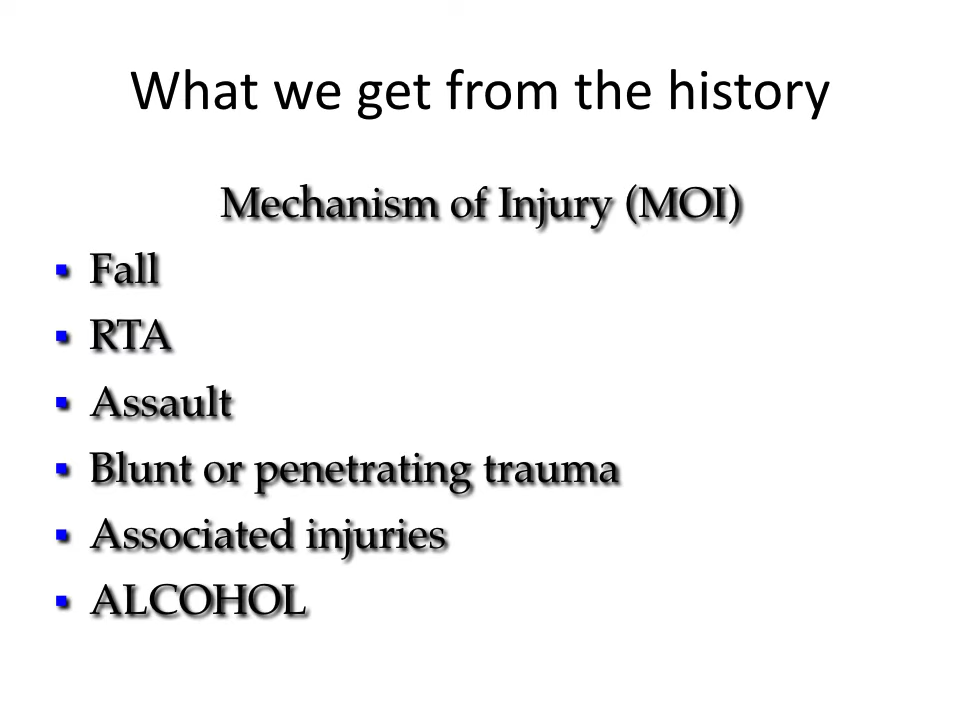 What we get from the history
Mechanism of Injury (MOI)
▪ Fall
▪ RTA
▪ Assault
▪ Blunt or penetrating trauma
▪ Associated injuries
▪ ALCOHOL